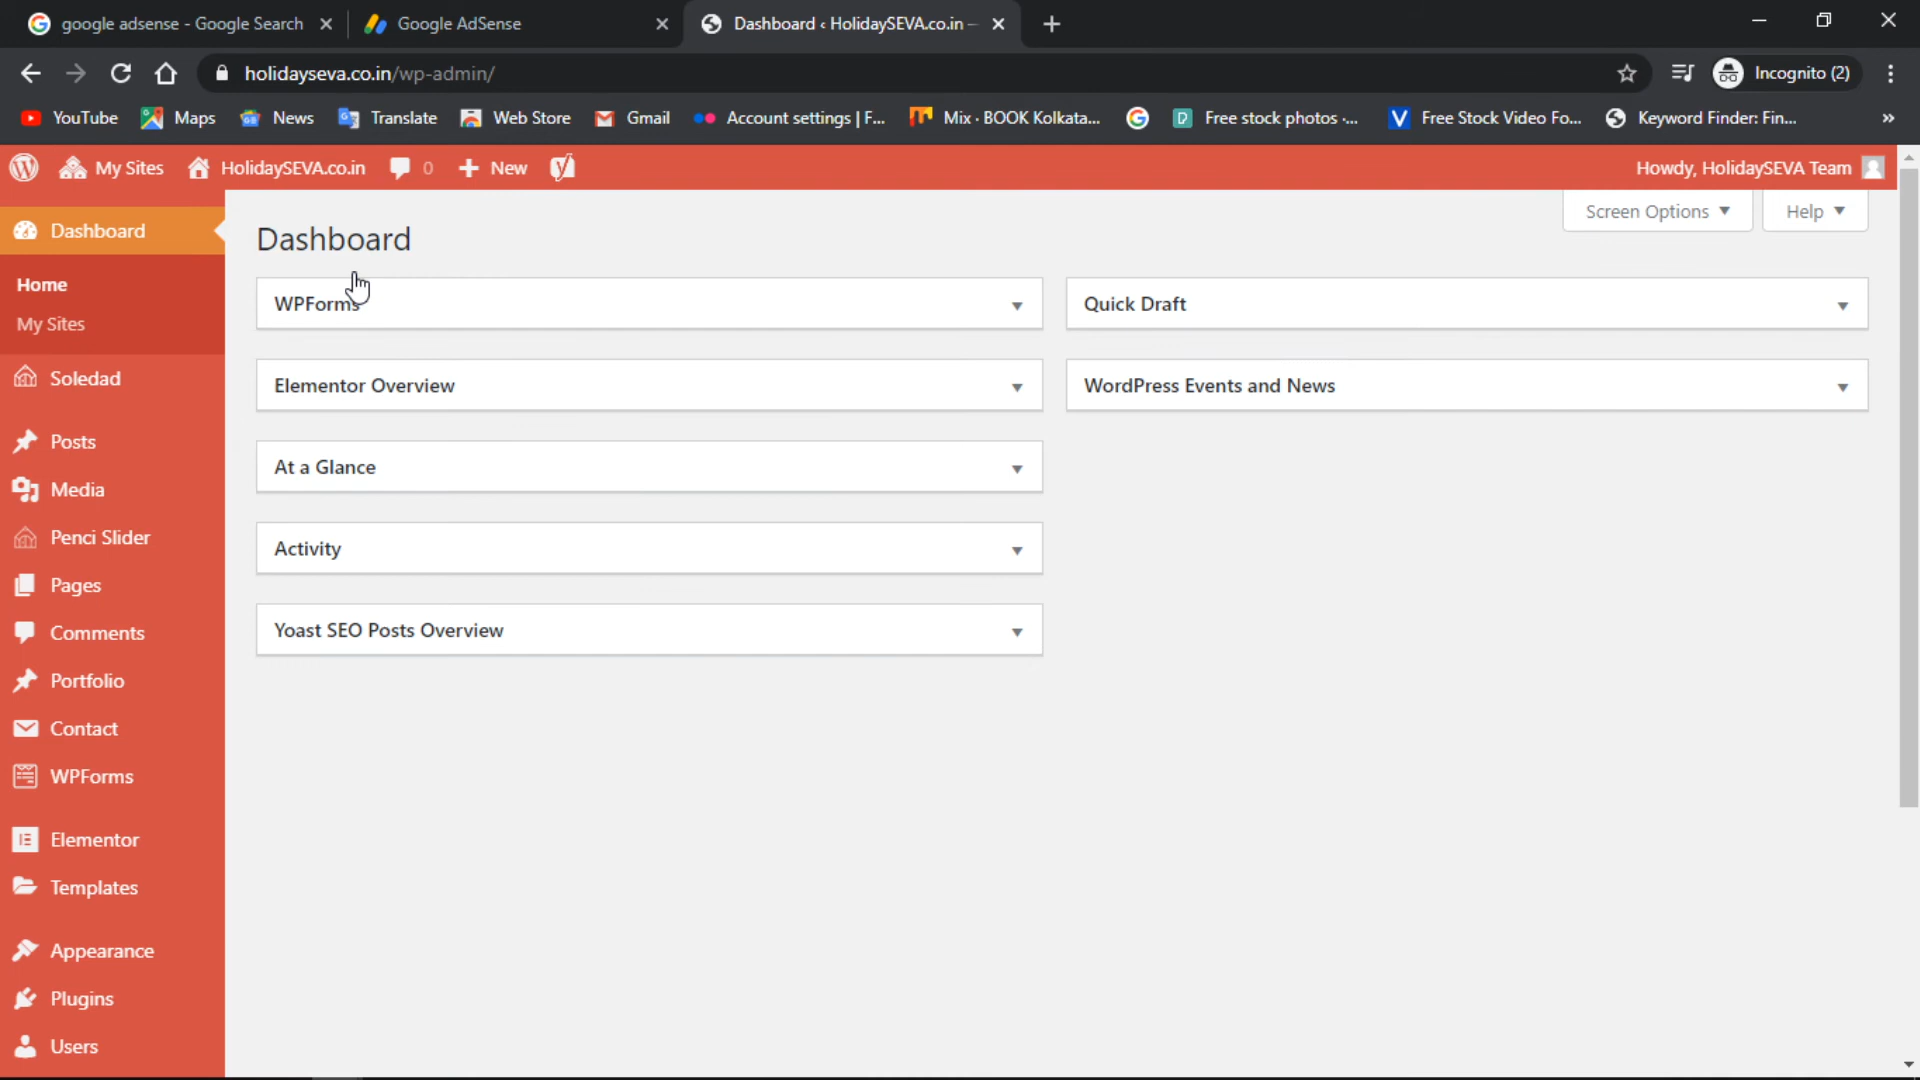 google adsense - Google Search
Google AdSense
Dashboard ‹ HolidaySEVA.co.in —
holidayseva.co.in/wp-admin/
Incognito (2)
YouTube
Maps
News
Translate
Web Store
Gmail
Account settings | F...
Mix · BOOK Kolkata...
Free stock photos ·...
Free Stock Video Fo...
Keyword Finder: Fin...
»
My Sites
HolidaySEVA.co.in
0
New
Howdy, HolidaySEVA Team
Screen Options
Help
Dashboard
Home
My Sites
Soledad
Posts
Media
Penci Slider
Pages
Comments
Portfolio
Contact
WPForms
Elementor
Templates
Appearance
Plugins
Users
Dashboard
WPForms
Elementor Overview
At a Glance
Activity
Yoast SEO Posts Overview
Quick Draft
WordPress Events and News